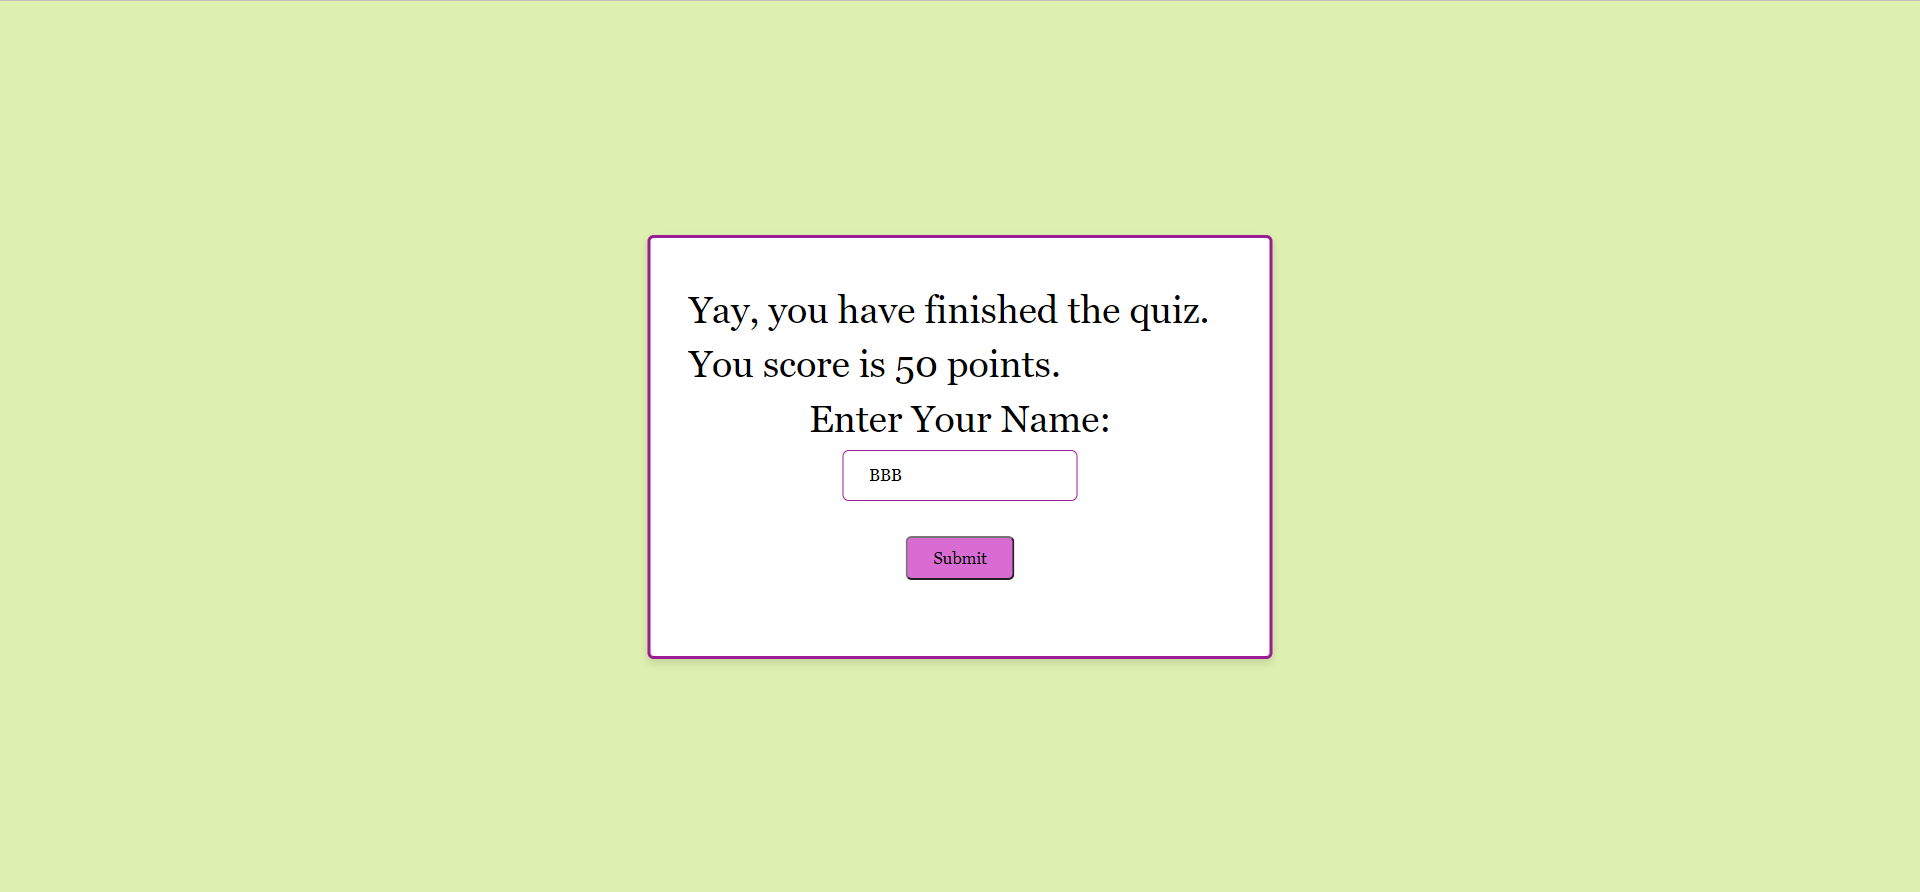 Yay, you have finished the quiz.
You score is 50 points.
Enter Your Name:
BBB
Submit